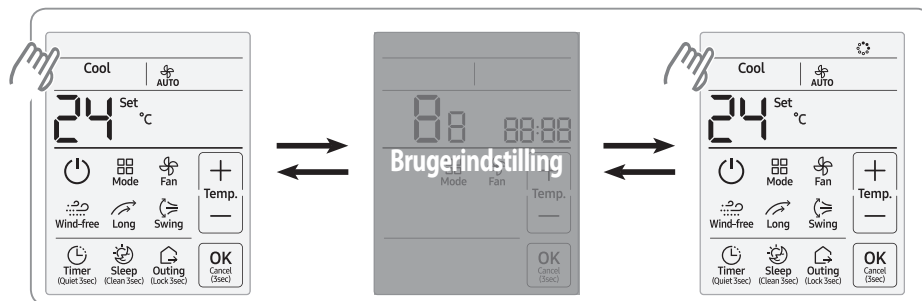 Cool
AUTO
24 Set °C
Mode Fan
Temp.
Wind-free Long Swing
Timer Sleep Outing OK
(Quiet 3sec) (Clean 3sec) (Lock 3sec) Cancel
(3sec)
88 88:88
Brugerindstilling
Mode Fan
Temp.
OK
Cancel
(3sec)
Cool
AUTO
24 Set °C
Mode Fan
Temp.
Wind-free Long Swing
Timer Sleep Outing OK
(Quiet 3sec) (Clean 3sec) (Lock 3sec) Cancel
(3sec)